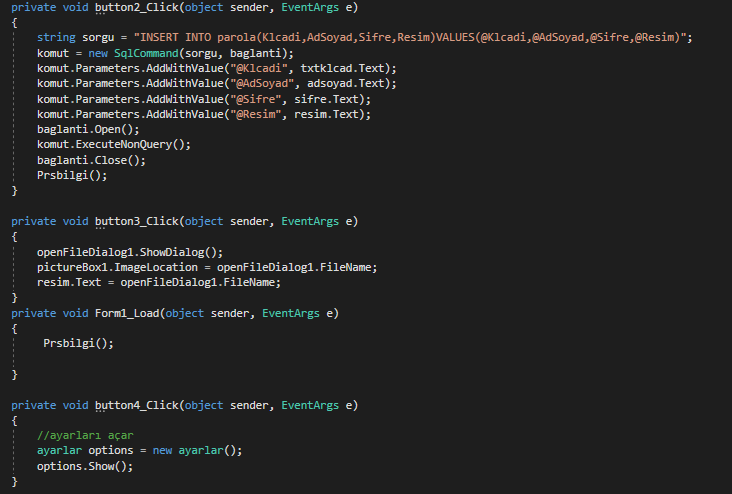 private void button2_Click(object sender, EventArgs e)
{
string sorgu = "INSERT INTO parola(Klcadi,AdSoyad,Sifre,Resim)VALUES(@Klcadi,@AdSoyad,@Sifre,@Resim)";
komut = new SqlCommand(sorgu, baglanti);
komut.Parameters.AddWithValue("@Klcadi", txtklcad.Text);
komut.Parameters.AddWithValue("@AdSoyad", adsoyad.Text);
komut.Parameters.AddWithValue("@Sifre", sifre.Text);
komut.Parameters.AddWithValue("@Resim", resim.Text);
baglanti.Open();
komut.ExecuteNonQuery();
baglanti.Close();
Prsbilgi();
}
private void button3_Click(object sender, EventArgs e)
{
openFileDialog1.ShowDialog();
pictureBox1.ImageLocation = openFileDialog1.FileName;
resim.Text = openFileDialog1.FileName;
}
private void Form1_Load(object sender, EventArgs e)
{
Prsbilgi();
}
private void button4_Click(object sender, EventArgs e)
{
//ayarları açar
ayarlar options = new ayarlar();
options.Show();
}